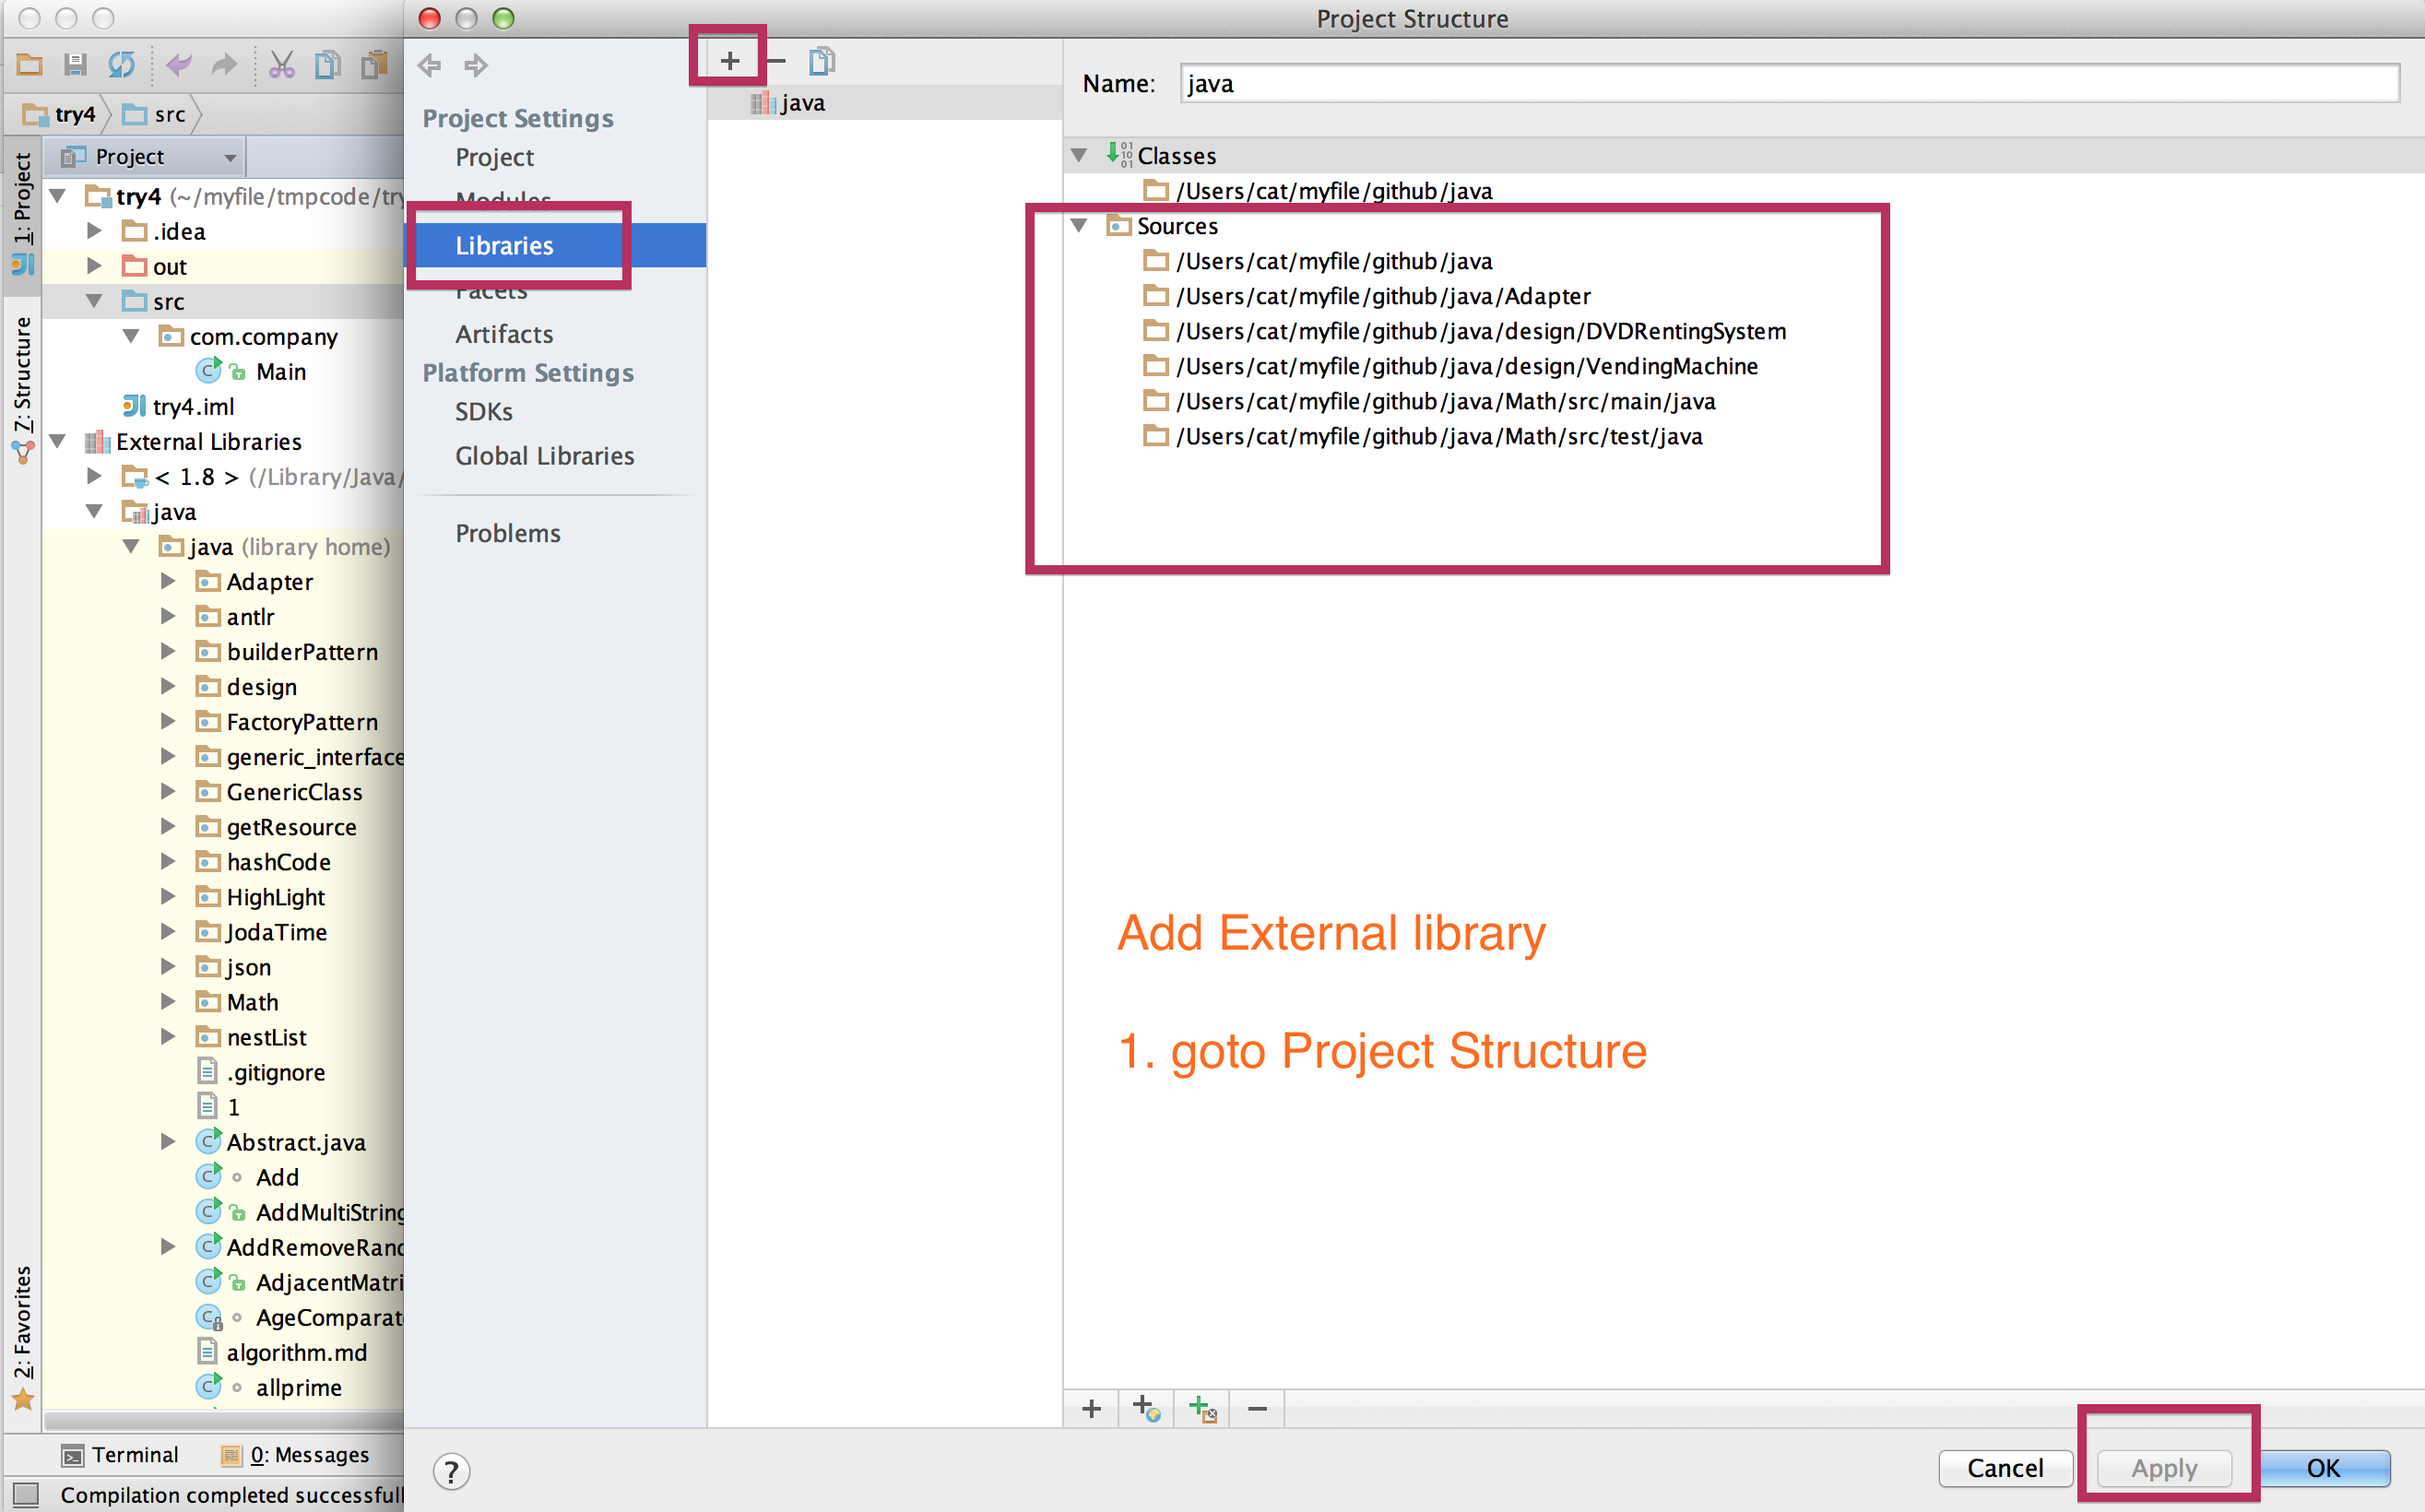 Project Structure
try4 src
Project
1: Project
7: Structure
2: Favorites
try4 (~/myfile/tmpcode/try
.idea
out
src
com.company
Main
try4.iml
External Libraries
< 1.8 > (/Library/Java/
java
java (library home)
Adapter
antlr
builderPattern
design
FactoryPattern
generic_interface
GenericClass
getResource
hashCode
HighLight
JodaTime
json
Math
nestList
.gitignore
1
Abstract.java
Add
AddMultiString
AddRemoveRand
AdjacentMatri
AgeComparat
algorithm.md
allprime
Terminal
0: Messages
Compilation completed successfull
Project Settings
Project
Modules
Libraries
Facets
Artifacts
Platform Settings
SDKs
Global Libraries
Problems
java
Name: java
Classes
/Users/cat/myfile/github/java
Sources
/Users/cat/myfile/github/java
/Users/cat/myfile/github/java/Adapter
/Users/cat/myfile/github/java/design/DVDRentingSystem
/Users/cat/myfile/github/java/design/VendingMachine
/Users/cat/myfile/github/java/Math/src/main/java
/Users/cat/myfile/github/java/Math/src/test/java
Add External library
1. goto Project Structure
?
Cancel
Apply
OK